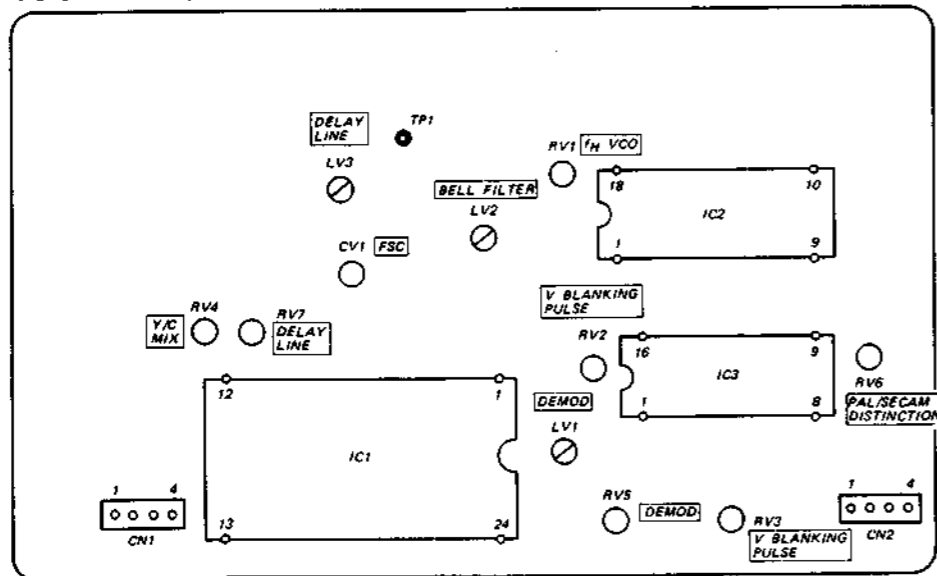 DELAY
LINE
TP1
LV3
RV1
fH VCO
BELL FILTER
LV2
18
10
IC2
1
9
CV1
FSC
V BLANKING
PULSE
RV4
Y/C
MIX
RV7
DELAY
LINE
RV2
16
9
IC3
1
8
RV6
PAL/SECAM
DISTINCTION
12
1
IC1
13
24
DEMOD
LV1
1 4
CN1
RV5
DEMOD
RV3
V BLANKING
PULSE
1 4
CN2